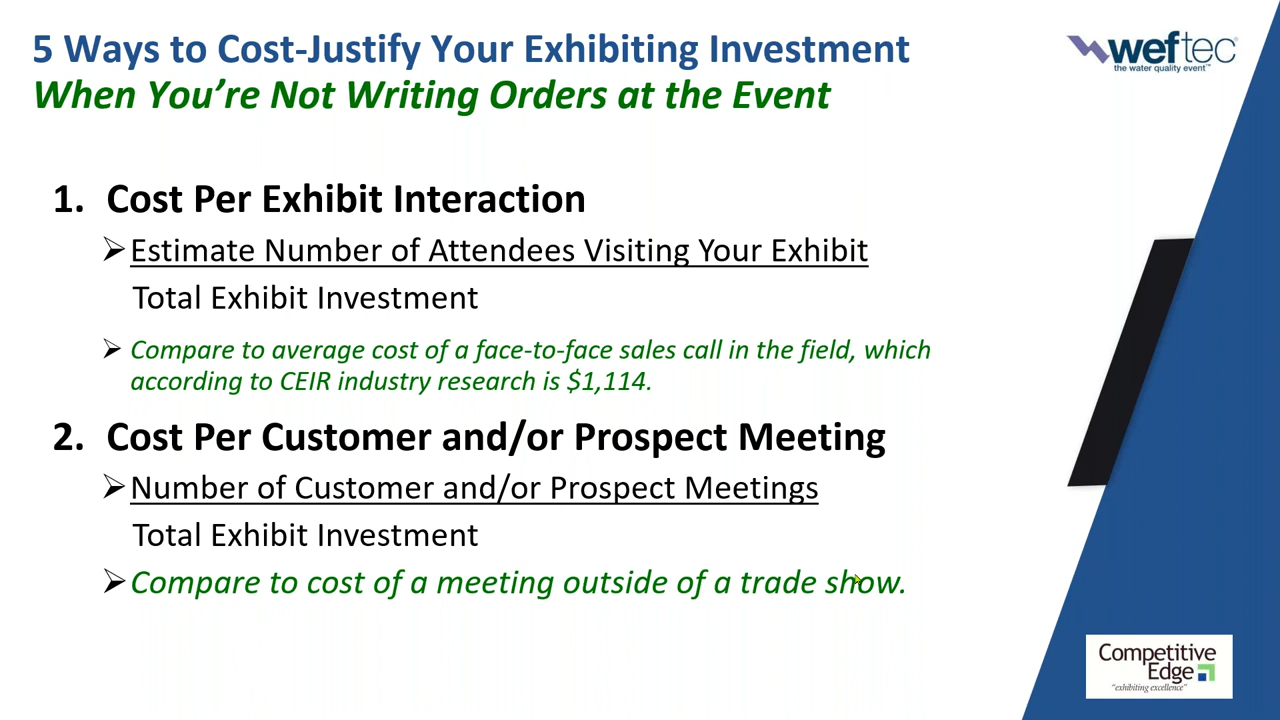 5 Ways to Cost-Justify Your Exhibiting Investment
When You're Not Writing Orders at the Event
weftec
the water quality event™
1. Cost Per Exhibit Interaction
➢ Estimate Number of Attendees Visiting Your Exhibit
Total Exhibit Investment
➢ Compare to average cost of a face-to-face sales call in the field, which
according to CEIR industry research is $1,114.
2. Cost Per Customer and/or Prospect Meeting
➢ Number of Customer and/or Prospect Meetings
Total Exhibit Investment
➢ Compare to cost of a meeting outside of a trade show.
Competitive
Edge
"exhibiting excellence"